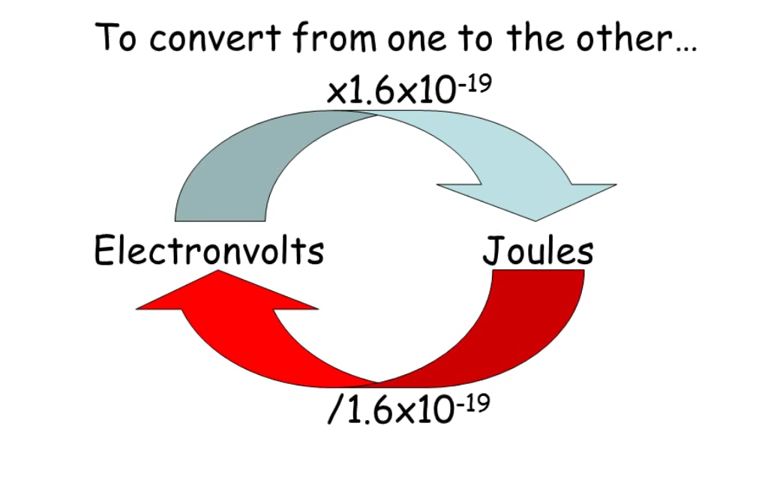 To convert from one to the other...
x1.6x10⁻¹⁹
Electronvolts Joules
/1.6x10⁻¹⁹